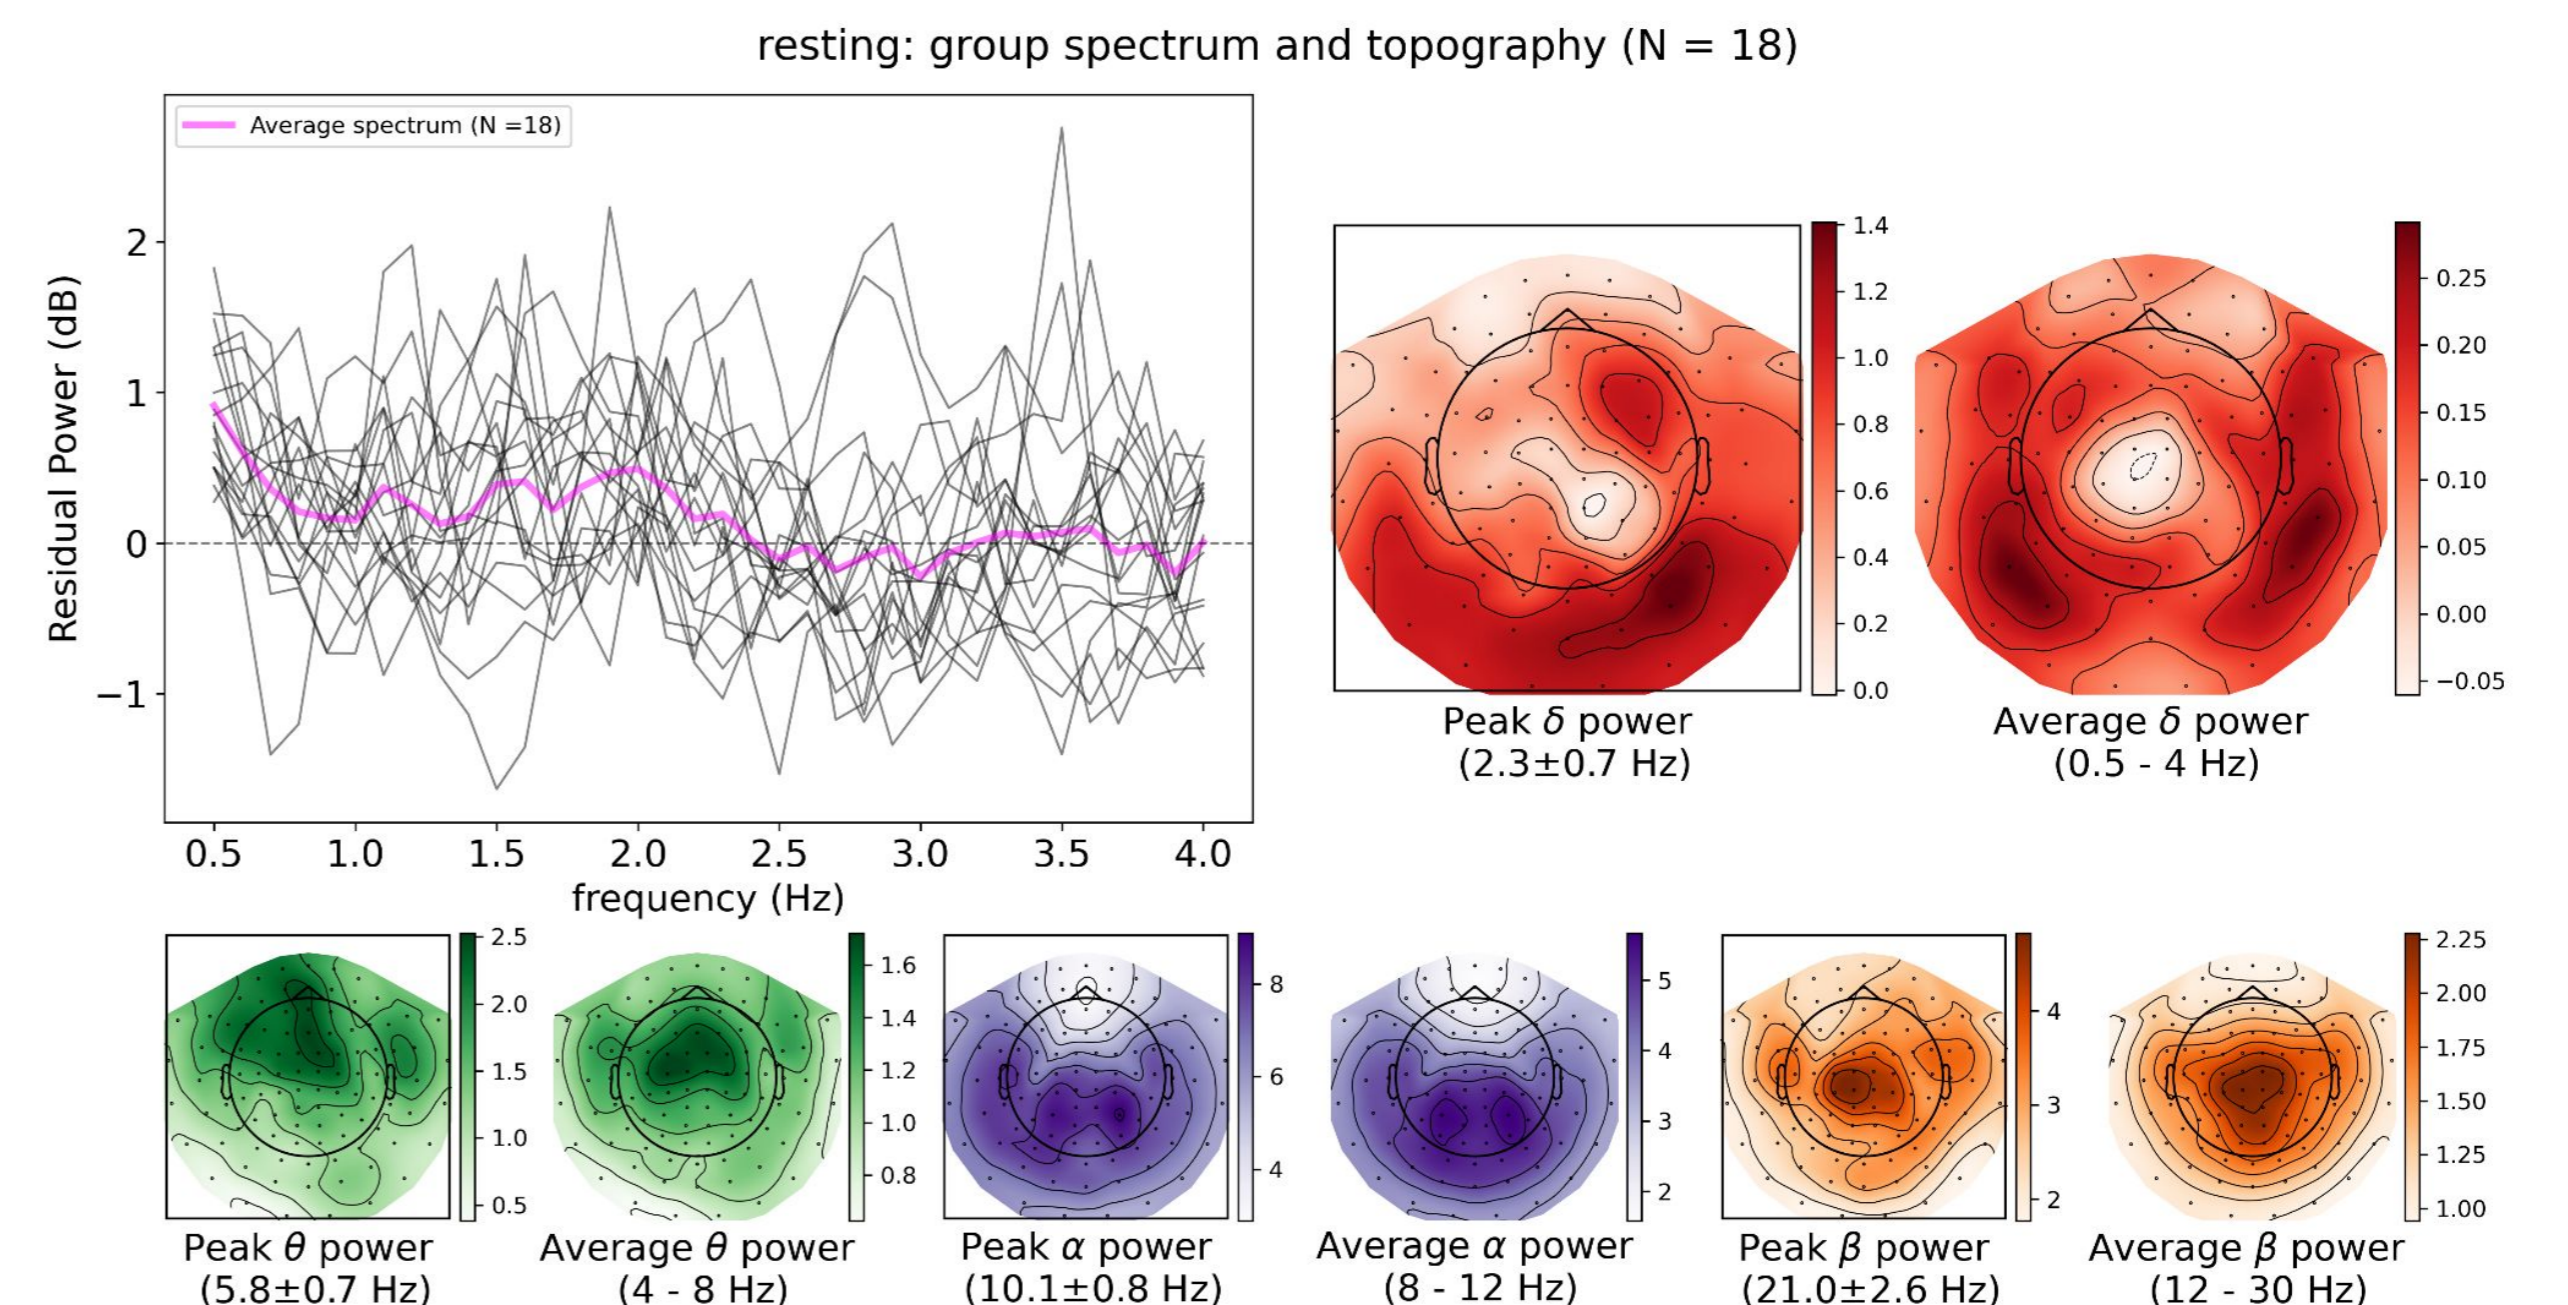 resting: group spectrum and topography (N = 18)
Average spectrum (N =18)
Residual Power (dB)
2
1
0
−1
0.5 1.0 1.5 2.0 2.5 3.0 3.5 4.0
frequency (Hz)
1.4
1.2
1.0
0.8
0.6
0.4
0.2
0.0
Peak δ power
(2.3±0.7 Hz)
0.25
0.20
0.15
0.10
0.05
0.00
−0.05
Average δ power
(0.5 - 4 Hz)
2.5
2.0
1.5
1.0
0.5
Peak θ power
(5.8±0.7 Hz)
1.6
1.4
1.2
1.0
0.8
Average θ power
(4 - 8 Hz)
8
6
4
Peak α power
(10.1±0.8 Hz)
5
4
3
2
Average α power
(8 - 12 Hz)
4
3
2
Peak β power
(21.0±2.6 Hz)
2.25
2.00
1.75
1.50
1.25
1.00
Average β power
(12 - 30 Hz)